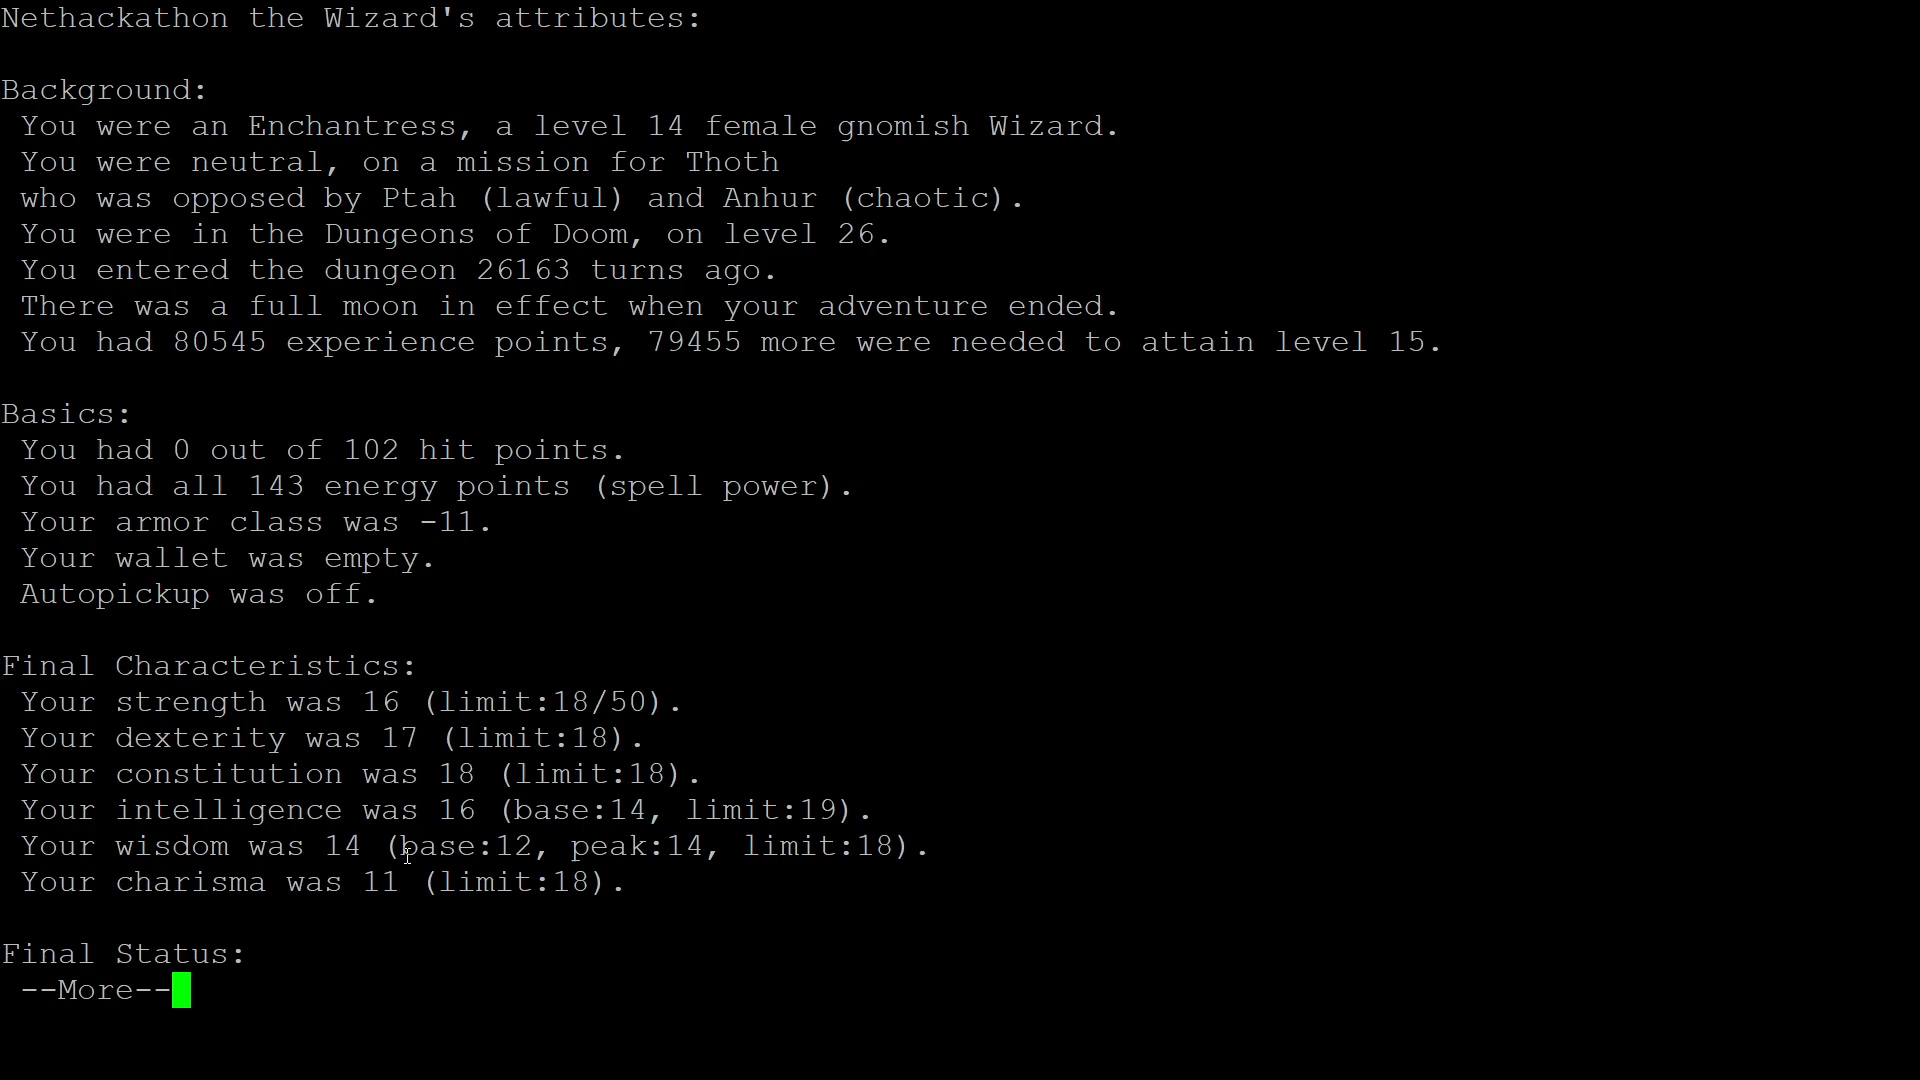 Nethackathon the Wizard's attributes:
Background:
You were an Enchantress, a level 14 female gnomish Wizard.
You were neutral, on a mission for Thoth
who was opposed by Ptah (lawful) and Anhur (chaotic).
You were in the Dungeons of Doom, on level 26.
You entered the dungeon 26163 turns ago.
There was a full moon in effect when your adventure ended.
You had 80545 experience points, 79455 more were needed to attain level 15.
Basics:
You had 0 out of 102 hit points.
You had all 143 energy points (spell power).
Your armor class was -11.
Your wallet was empty.
Autopickup was off.
Final Characteristics:
Your strength was 16 (limit:18/50).
Your dexterity was 17 (limit:18).
Your constitution was 18 (limit:18).
Your intelligence was 16 (base:14, limit:19).
Your wisdom was 14 (base:12, peak:14, limit:18).
Your charisma was 11 (limit:18).
Final Status:
--More--